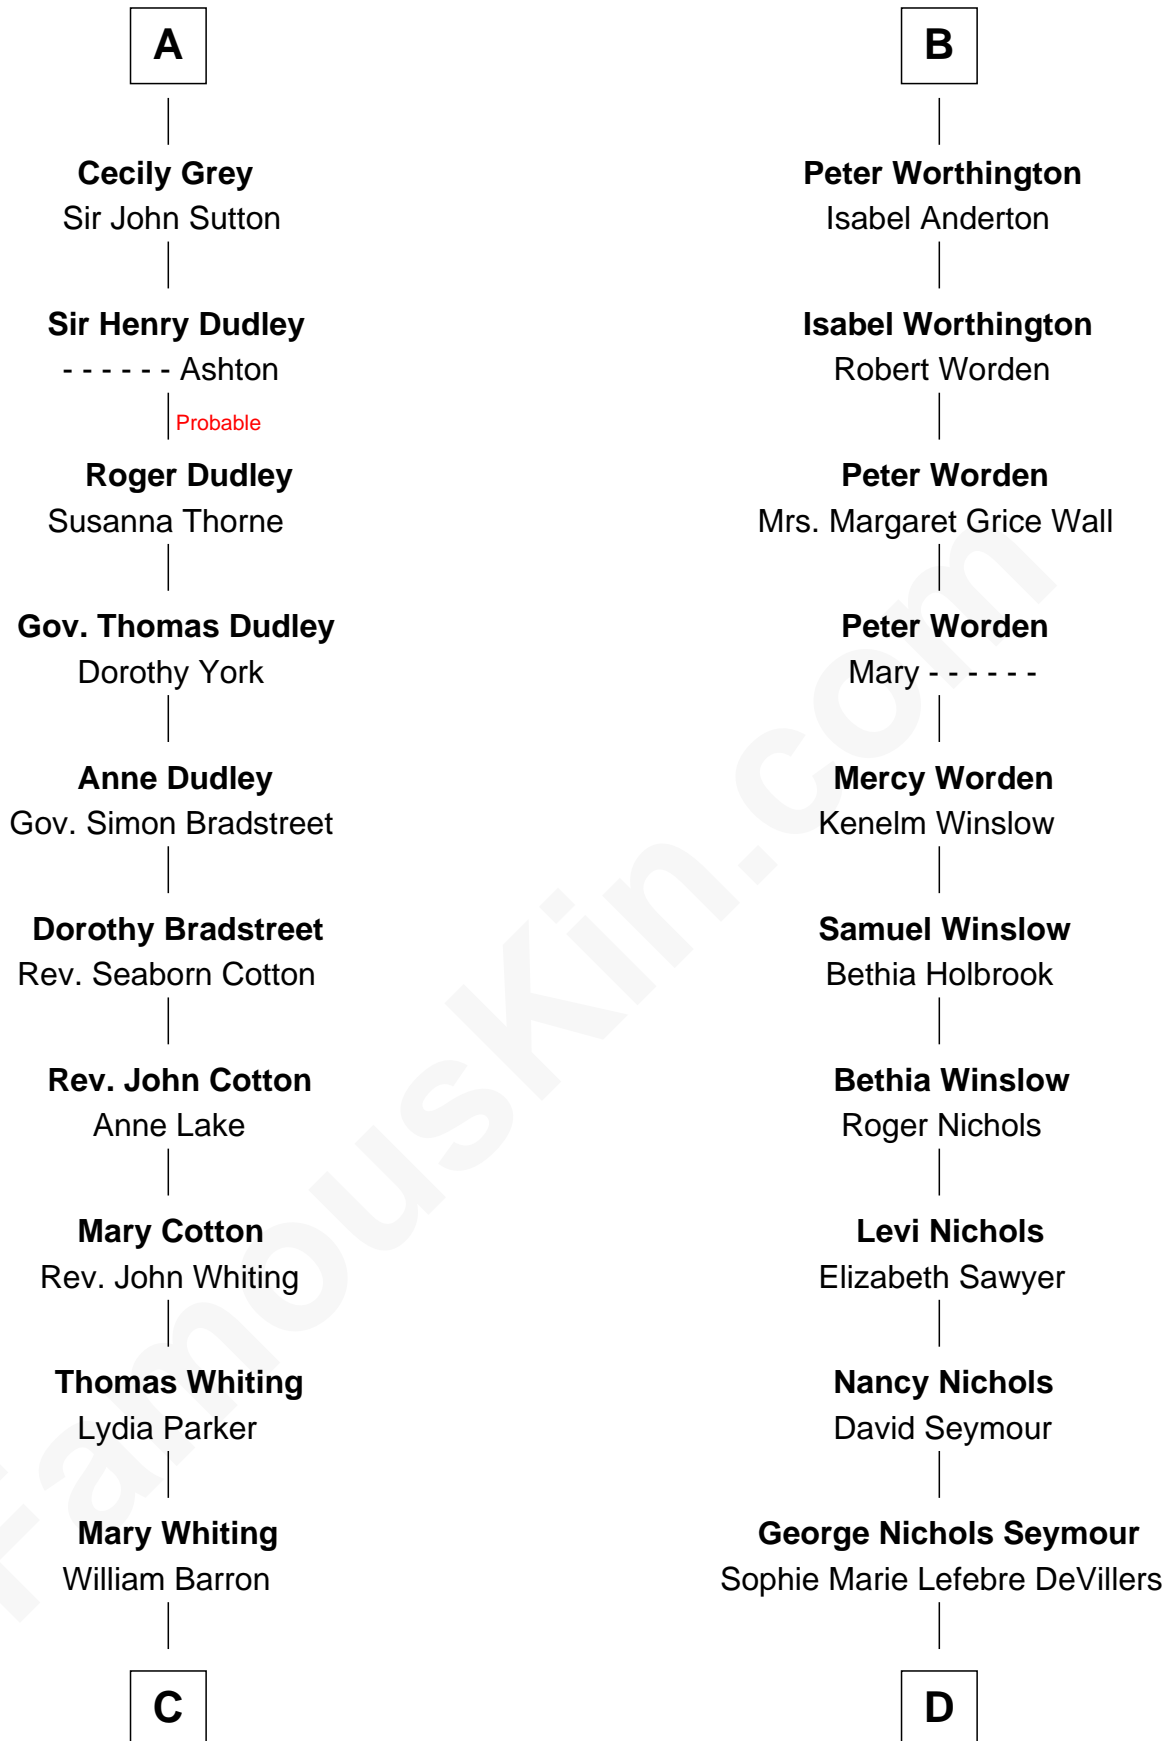 A
Cecily Grey
Sir John Sutton
Sir Henry Dudley
- - - - - - Ashton
Probable
Roger Dudley
Susanna Thorne
Gov. Thomas Dudley
Dorothy York
Anne Dudley
Gov. Simon Bradstreet
Dorothy Bradstreet
Rev. Seaborn Cotton
Rev. John Cotton
Anne Lake
Mary Cotton
Rev. John Whiting
Thomas Whiting
Lydia Parker
Mary Whiting
William Barron
C
B
Peter Worthington
Isabel Anderton
Isabel Worthington
Robert Worden
Peter Worden
Mrs. Margaret Grice Wall
Peter Worden
Mary - - - - - -
Mercy Worden
Kenelm Winslow
Samuel Winslow
Bethia Holbrook
Bethia Winslow
Roger Nichols
Levi Nichols
Elizabeth Sawyer
Nancy Nichols
David Seymour
George Nichols Seymour
Sophie Marie Lefebre DeVillers
D
FamousKin.com